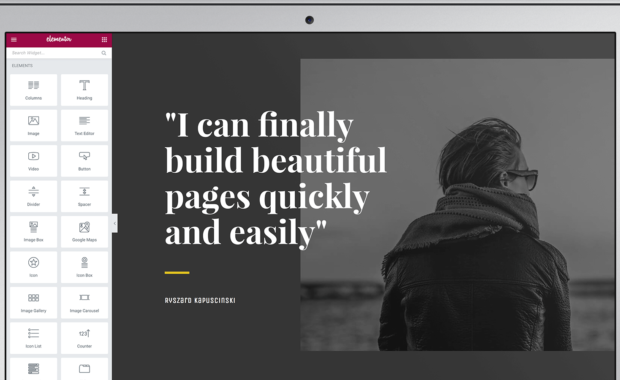 elementor
Search Widget...
ELEMENTS
Columns
Heading
Image
Text Editor
Video
Button
Divider
Spacer
Image Box
Google Maps
Icon
Icon Box
Image Gallery
Image Carousel
Icon List
123
Counter
"I can finally
build beautiful
pages quickly
and easily"
Ryszard Kapuscinski